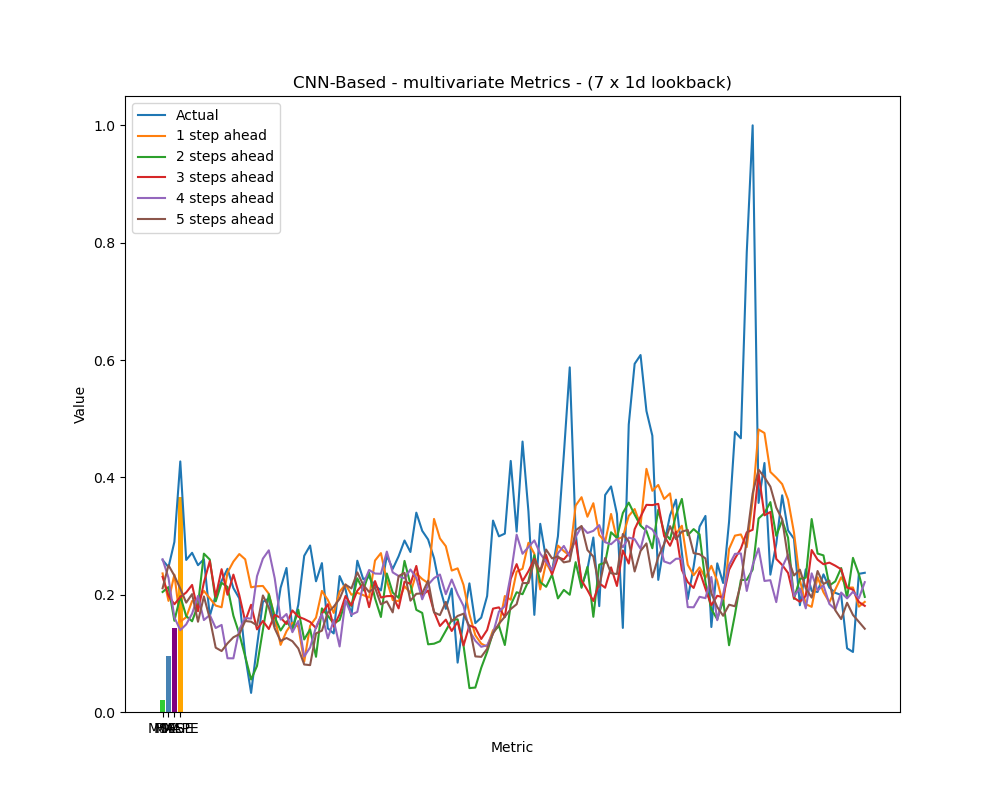 CNN-Based - multivariate Metrics - (7 x 1d lookback)
Actual
1 step ahead
2 steps ahead
3 steps ahead
4 steps ahead
5 steps ahead
1.0
0.8
0.6
0.4
0.2
0.0
Value
Metric